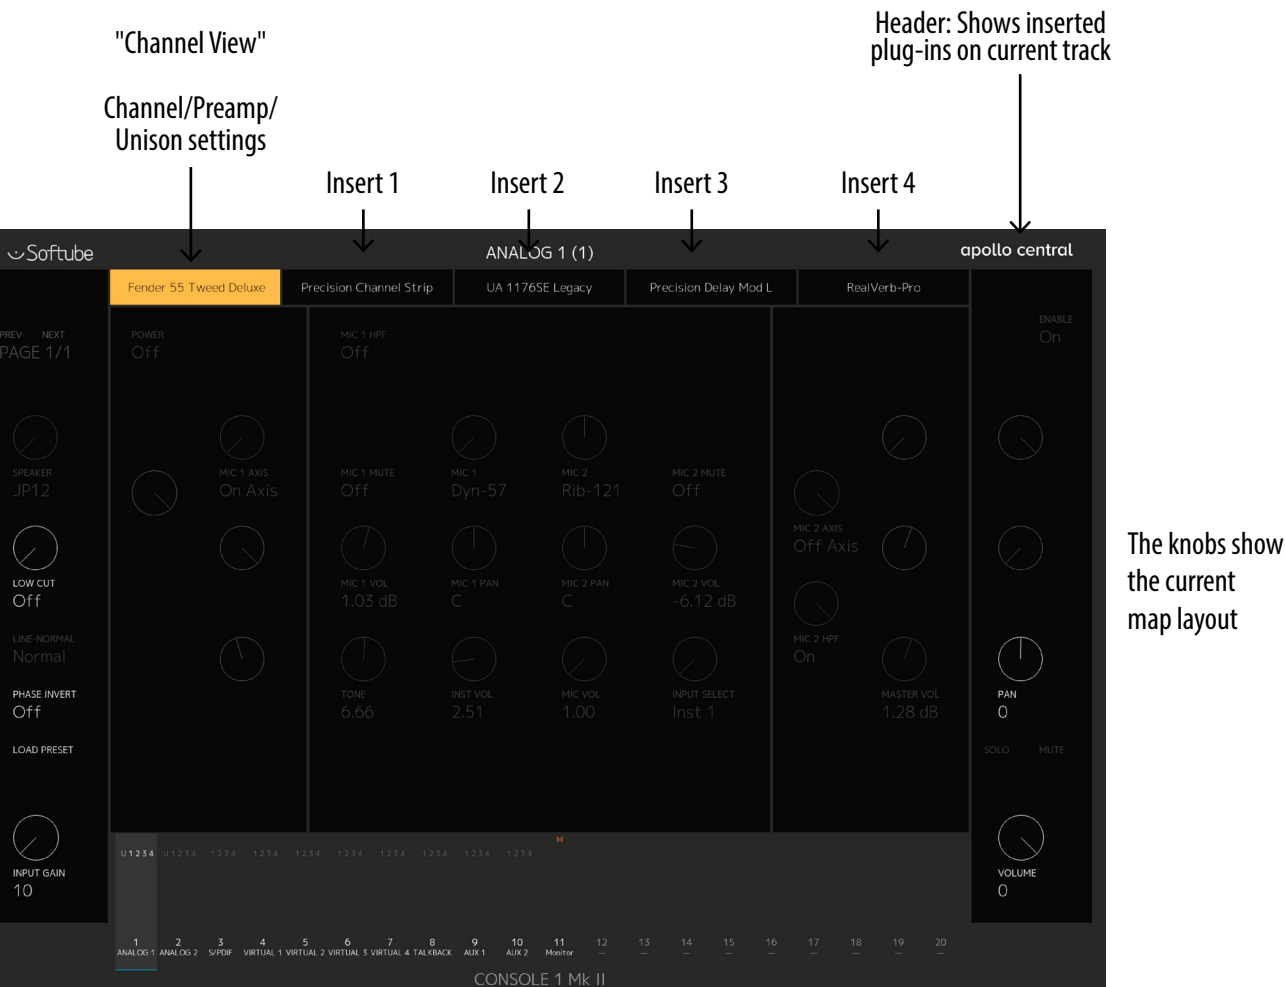 "Channel View"
Header: Shows inserted
plug-ins on current track
Channel/Preamp/
Unison settings
Insert 1
Insert 2
Insert 3
Insert 4
Softube
ANALOG 1 (1)
apollo central
Fender 55 Tweed Deluxe
Precision Channel Strip
UA 1176SE Legacy
Precision Delay Mod L
RealVerb-Pro
PREV NEXT
PAGE 1/1
POWER
Off
MIC 1 HPF
Off
ENABLE
On
SPEAKER
JP12
MIC 1 AXIS
On Axis
MIC 1 MUTE
Off
MIC 1
Dyn-57
MIC 2
Rib-121
MIC 2 MUTE
Off
MIC 2 AXIS
Off Axis
LOW CUT
Off
MIC 1 VOL
1.03 dB
MIC 1 PAN
C
MIC 2 PAN
C
MIC 2 VOL
-6.12 dB
The knobs show
the current
map layout
LINE-NORMAL
Normal
MIC 2 HPF
On
PHASE INVERT
Off
TONE
6.66
INST VOL
2.51
MIC VOL
1.00
INPUT SELECT
Inst 1
MASTER VOL
1.28 dB
PAN
0
LOAD PRESET
SOLO MUTE
INPUT GAIN
10
VOLUME
0
M
U1234 U1234 1234 1234 1234 1234 1234 1234 1234 1234
1 2 3 4 5 6 7 8 9 10 11 12 13 14 15 16 17 18 19 20
ANALOG 1 ANALOG 2 S/PDIF VIRTUAL 1 VIRTUAL 2 VIRTUAL 3 VIRTUAL 4 TALKBACK AUX 1 AUX 2 Monitor — — — — — — — — —
CONSOLE 1 Mk II